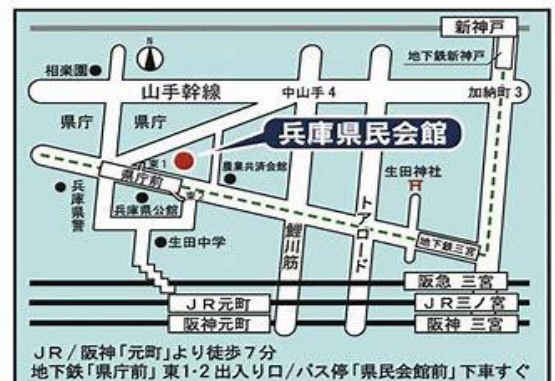 新神戸
地下鉄新神戸
N
相楽園
山手幹線
中山手4
加納町3
県庁
県庁
兵庫県民会館
東1
県庁前
農業共済会館
生田神社
兵庫県警
兵庫県公館
東2
生田中学
鯉川筋
トアロード
地下鉄三宮
阪急 三宮
JR元町
JR三ノ宮
阪神元町
阪神 三宮
JR/阪神「元町」より徒歩7分
地下鉄「県庁前」東1・2出入り口/バス停「県民会館前」下車すぐ